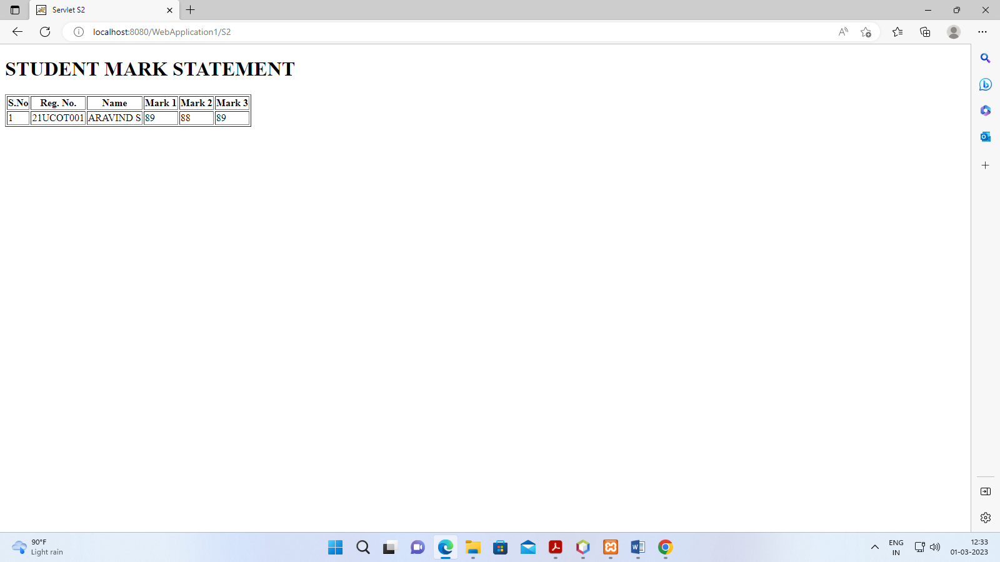 Servlet S2
localhost:8080/WebApplication1/S2
STUDENT MARK STATEMENT
S.No Reg. No. Name Mark 1 Mark 2 Mark 3
1 21UCOT001 ARAVIND S 89 88 89
90°F
Light rain
ENG
IN
12:33
01-03-2023